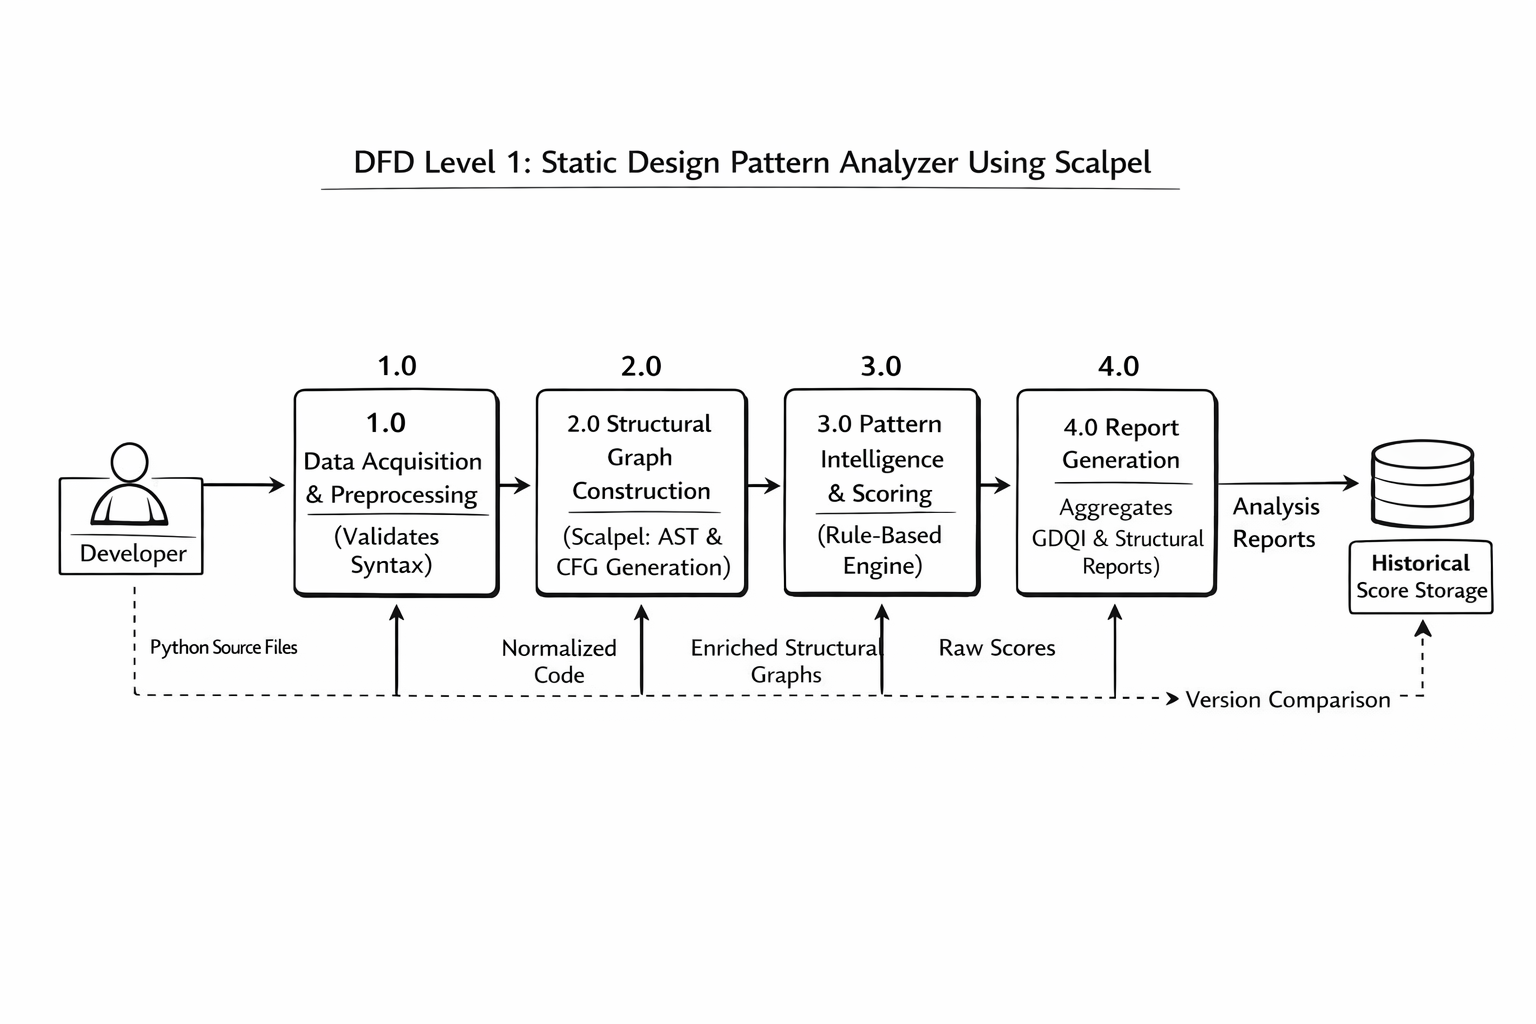 DFD Level 1: Static Design Pattern Analyzer Using Scalpel
1.0
2.0
3.0
4.0
Developer
1.0
Data Acquisition
& Preprocessing
(Validates
Syntax)
2.0 Structural
Graph
Construction
(Scalpel: AST &
CFG Generation)
3.0 Pattern
Intelligence
& Scoring
(Rule-Based
Engine)
4.0 Report
Generation
Aggregates
GDQI & Structural
Reports)
Analysis
Reports
Historical
Score Storage
Python Source Files
Normalized
Code
Enriched Structural
Graphs
Raw Scores
Version Comparison